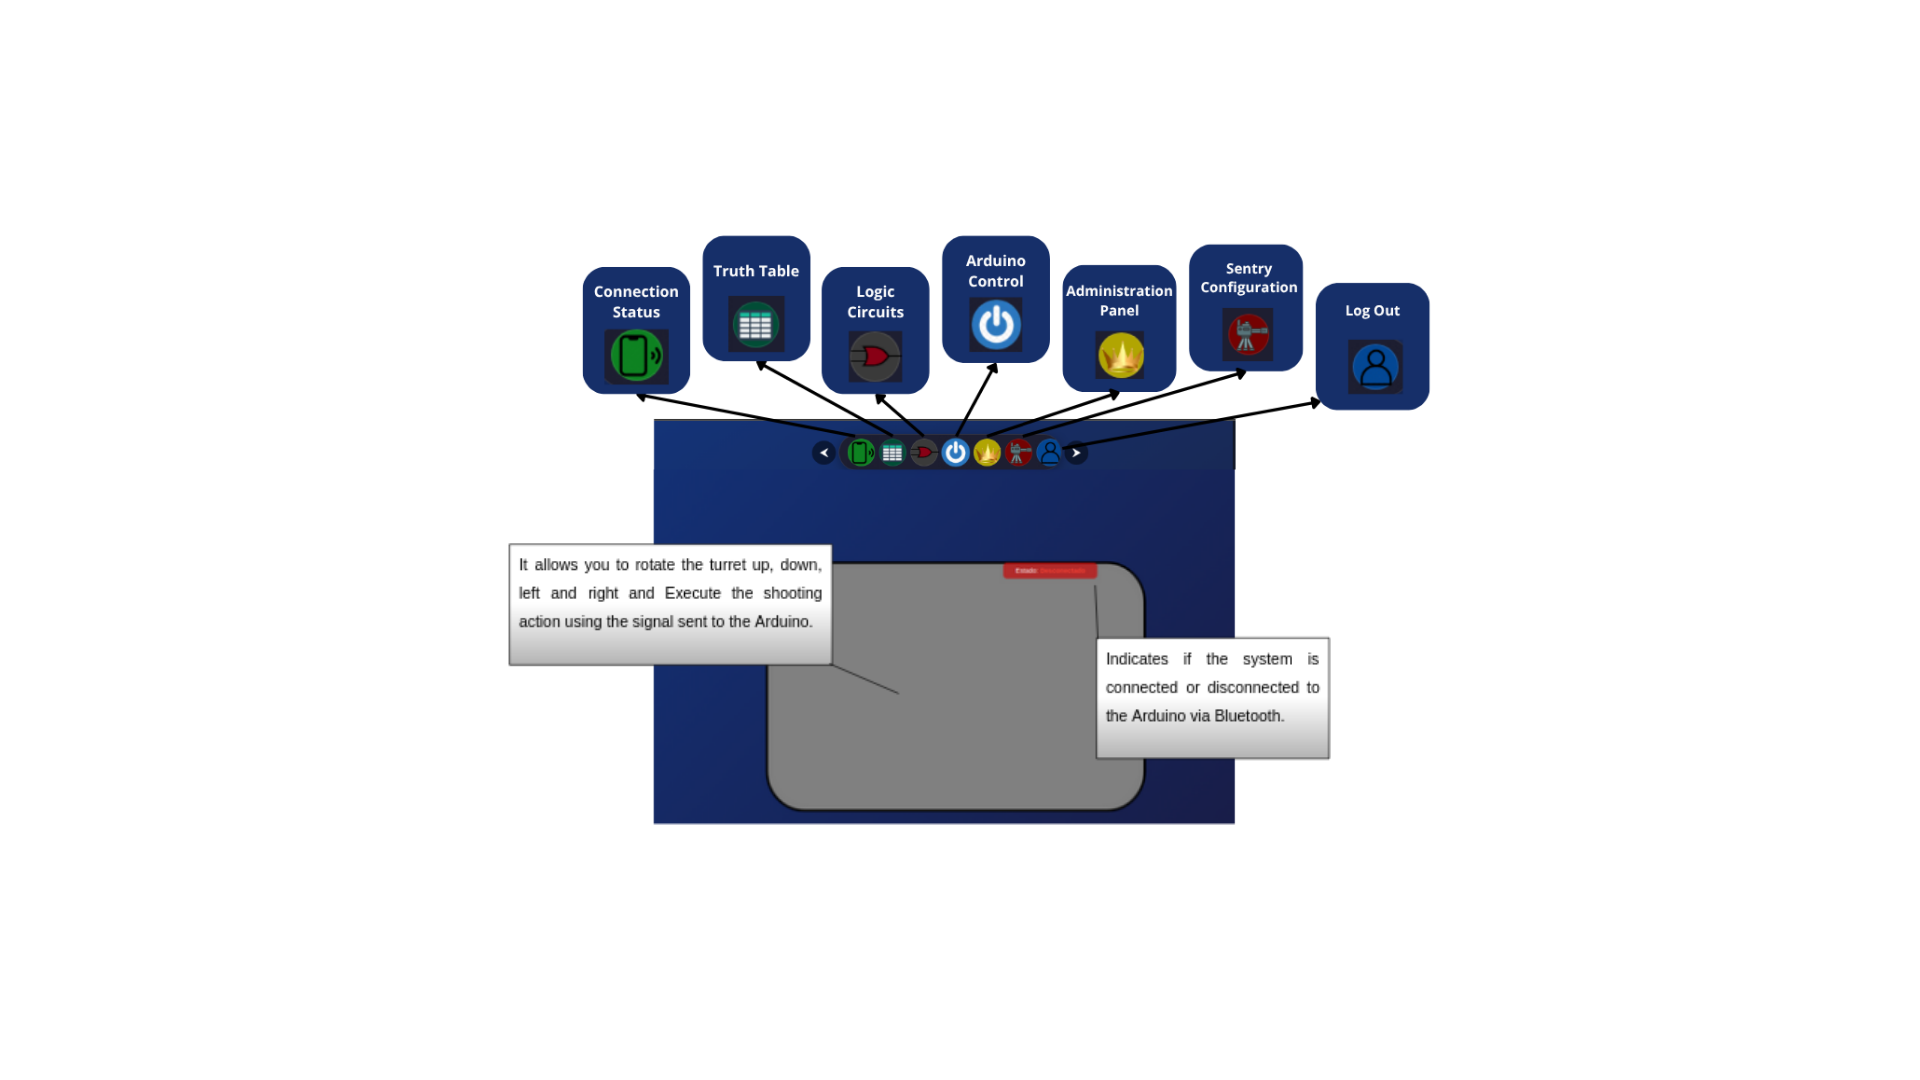 Connection
Status
Truth Table
Logic
Circuits
Arduino
Control
Administration
Panel
Sentry
Configuration
Log Out
It allows you to rotate the turret up, down,
left and right and Execute the shooting
action using the signal sent to the Arduino.
Estado:
Indicates if the system is
connected or disconnected to
the Arduino via Bluetooth.